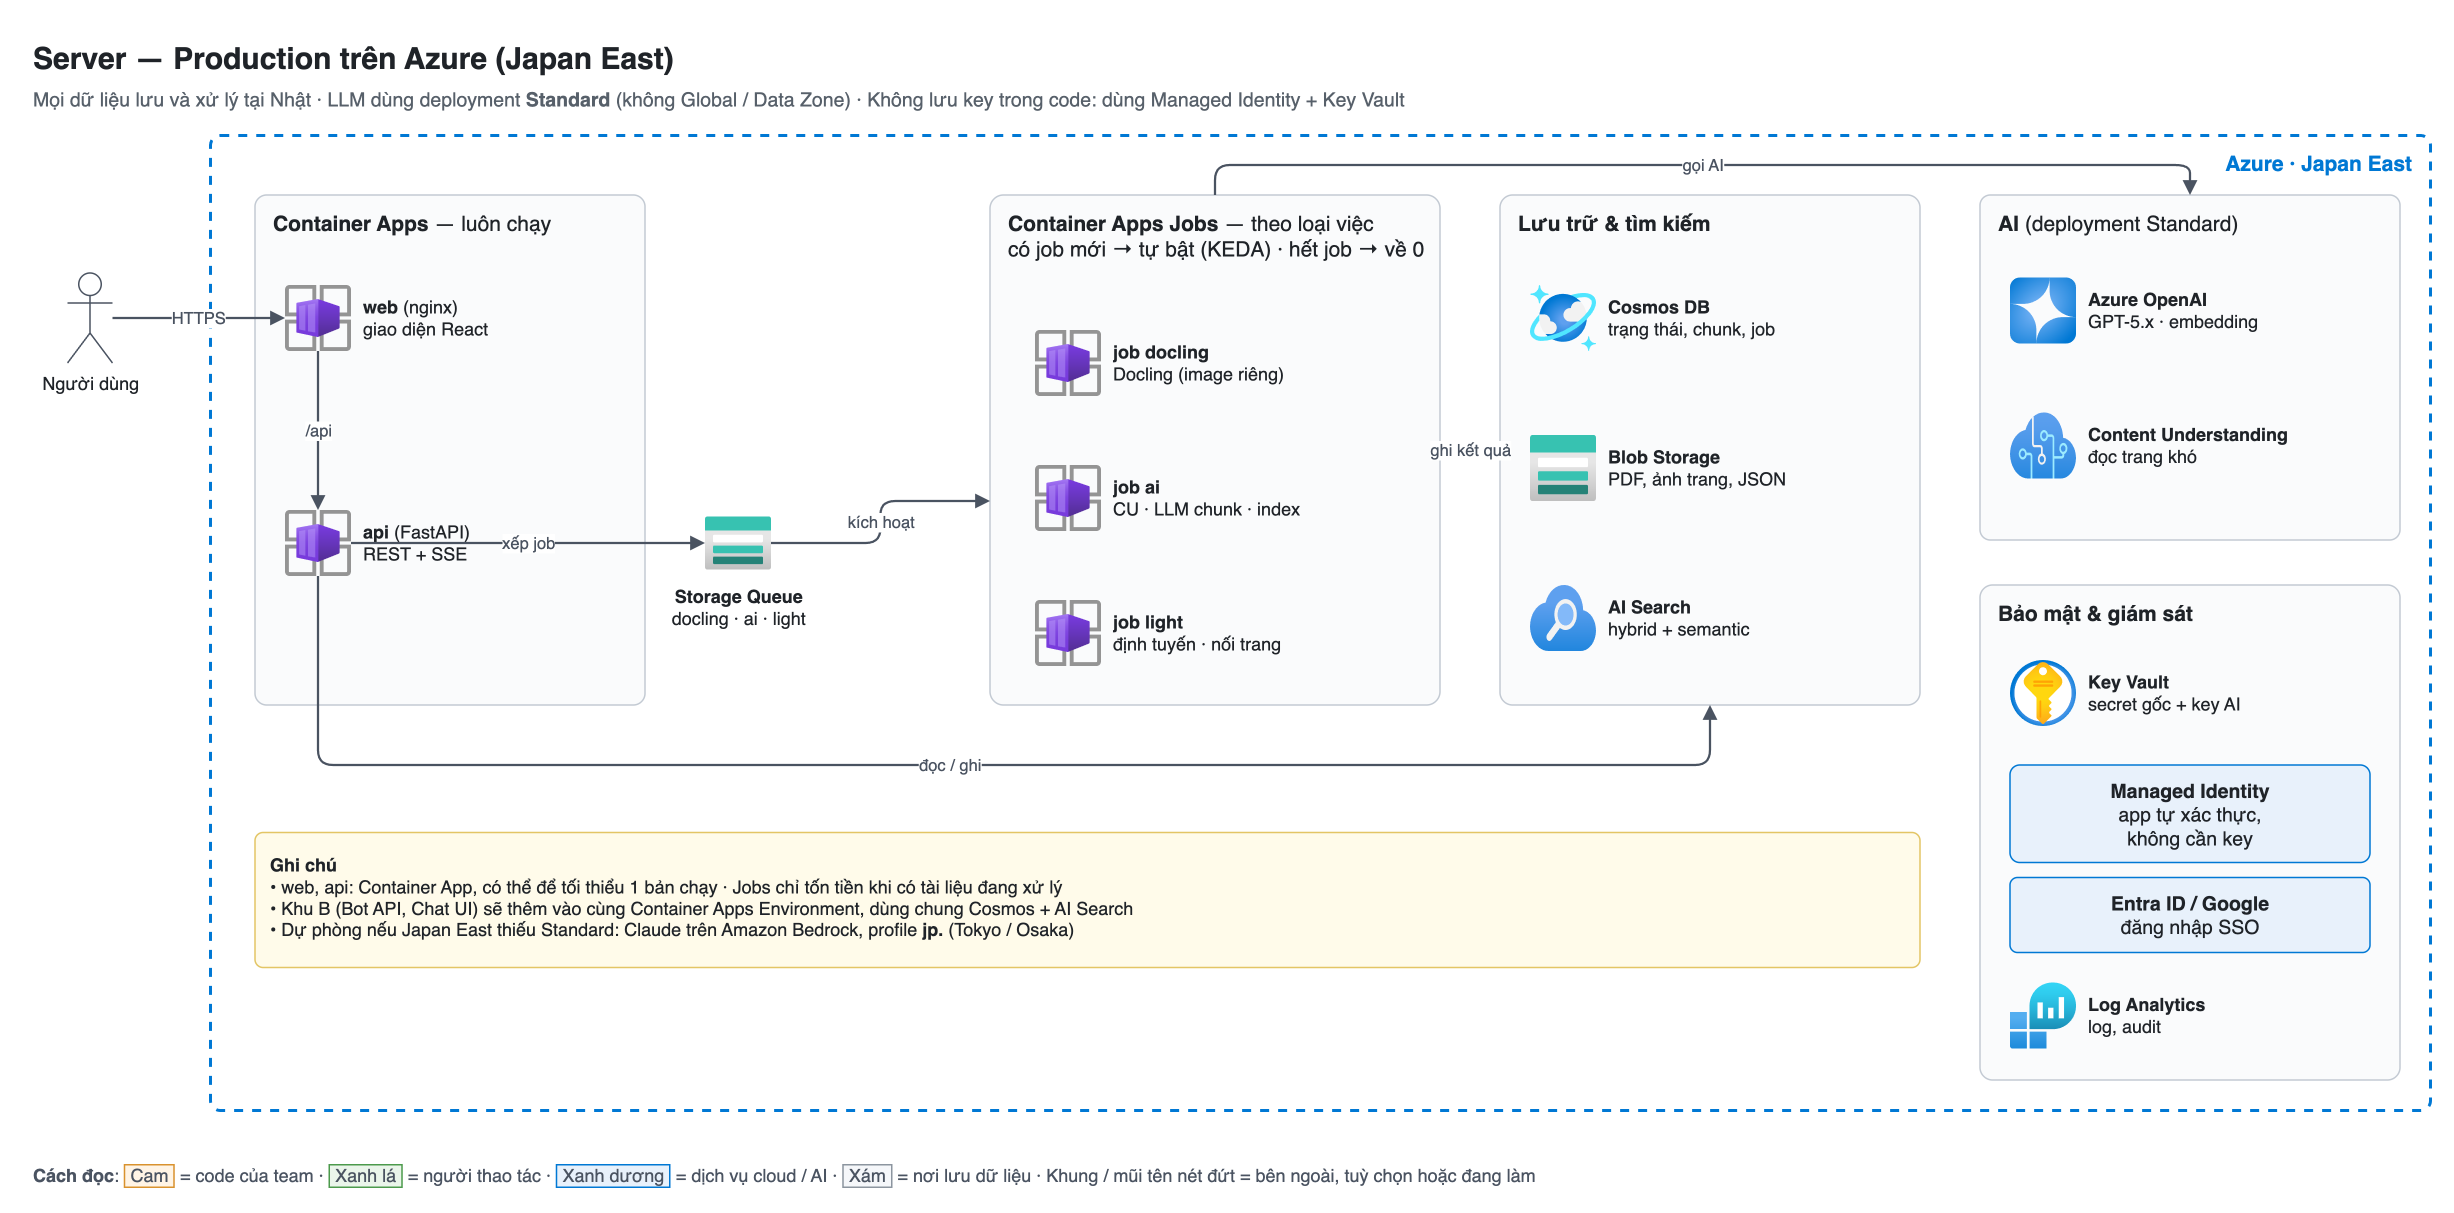 Server — Production trên Azure (Japan East)
Mọi dữ liệu lưu và xử lý tại Nhật · LLM dùng deployment Standard (không Global / Data Zone) · Không lưu key trong code: dùng Managed Identity + Key Vault
Azure · Japan East
gọi AI
Người dùng
HTTPS
Container Apps — luôn chạy
web (nginx)
giao diện React
/api
api (FastAPI)
REST + SSE
xếp job
Storage Queue
docling · ai · light
kích hoạt
Container Apps Jobs — theo loại việc
có job mới → tự bật (KEDA) · hết job → về 0
job docling
Docling (image riêng)
job ai
CU · LLM chunk · index
job light
định tuyến · nối trang
ghi kết quả
Lưu trữ & tìm kiếm
Cosmos DB
trạng thái, chunk, job
Blob Storage
PDF, ảnh trang, JSON
AI Search
hybrid + semantic
đọc / ghi
AI (deployment Standard)
Azure OpenAI
GPT-5.x · embedding
Content Understanding
đọc trang khó
Bảo mật & giám sát
Key Vault
secret gốc + key AI
Managed Identity
app tự xác thực,
không cần key
Entra ID / Google
đăng nhập SSO
Log Analytics
log, audit
Ghi chú
• web, api: Container App, có thể để tối thiểu 1 bản chạy · Jobs chỉ tốn tiền khi có tài liệu đang xử lý
• Khu B (Bot API, Chat UI) sẽ thêm vào cùng Container Apps Environment, dùng chung Cosmos + AI Search
• Dự phòng nếu Japan East thiếu Standard: Claude trên Amazon Bedrock, profile jp. (Tokyo / Osaka)
Cách đọc: Cam = code của team · Xanh lá = người thao tác · Xanh dương = dịch vụ cloud / AI · Xám = nơi lưu dữ liệu · Khung / mũi tên nét đứt = bên ngoài, tuỳ chọn hoặc đang làm